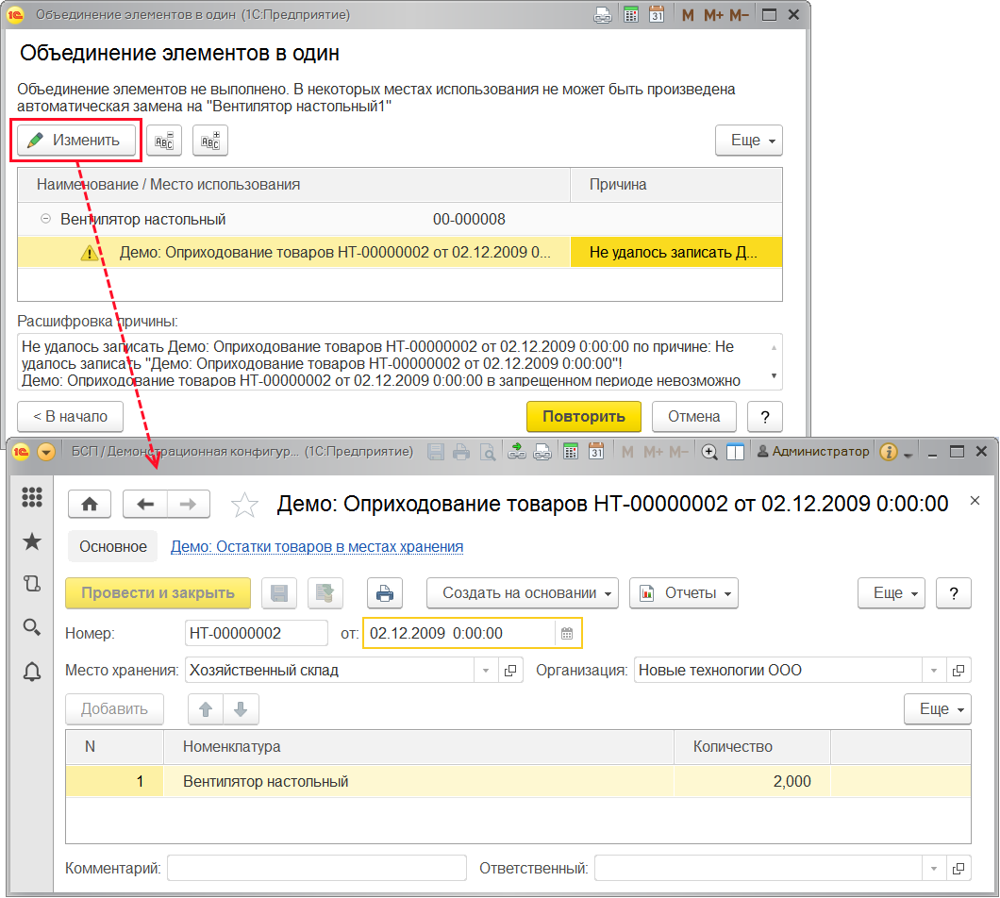 Объединение элементов в один (1С:Предприятие)
31 M M+ M−
Объединение элементов в один
Объединение элементов не выполнено. В некоторых местах использования не может быть произведена
автоматическая замена на "Вентилятор настольный1"
Изменить
Еще
Наименование / Место использования Причина
Вентилятор настольный 00-000008
Демо: Оприходование товаров НТ-00000002 от 02.12.2009 0... Не удалось записать Д...
Расшифровка причины:
Не удалось записать Демо: Оприходование товаров НТ-00000002 от 02.12.2009 0:00:00 по причине: Не
удалось записать "Демо: Оприходование товаров НТ-00000002 от 02.12.2009 0:00:00"!
Демо: Оприходование товаров НТ-00000002 от 02.12.2009 0:00:00 в запрещенном периоде невозможно
< В начало Повторить Отмена ?
БСП / Демонстрационная конфигур... (1С:Предприятие) 31 M M+ M− Администратор
Демо: Оприходование товаров НТ-00000002 от 02.12.2009 0:00:00
Основное Демо: Остатки товаров в местах хранения
Провести и закрыть Создать на основании Отчеты Еще ?
Номер: НТ-00000002 от: 02.12.2009 0:00:00
Место хранения: Хозяйственный склад Организация: Новые технологии ООО
Добавить Еще
N Номенклатура Количество
1 Вентилятор настольный 2,000
Комментарий: Ответственный: